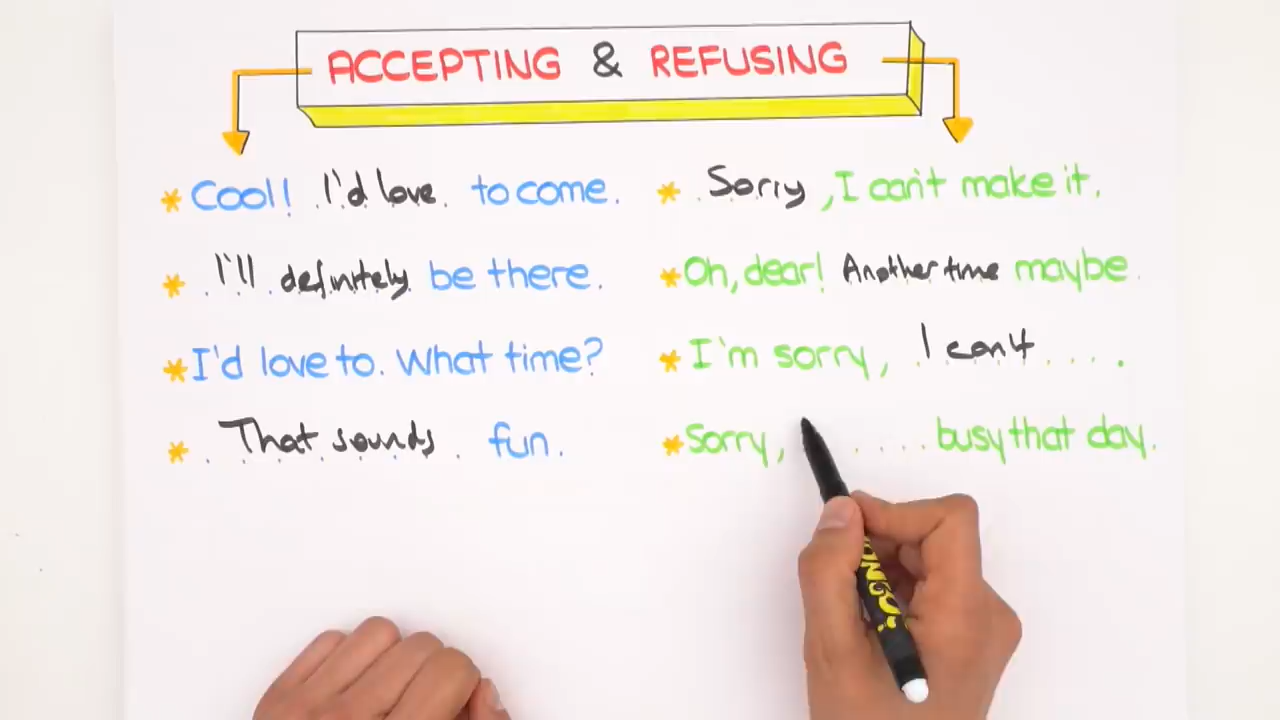 ACCEPTING & REFUSING
Cool! I'd love to come.
I'll definitely be there.
I'd love to. What time?
That sounds fun.
Sorry, I can't make it.
Oh, dear! Another time maybe.
I'm sorry, I can't.
Sorry, ...... busy that day.